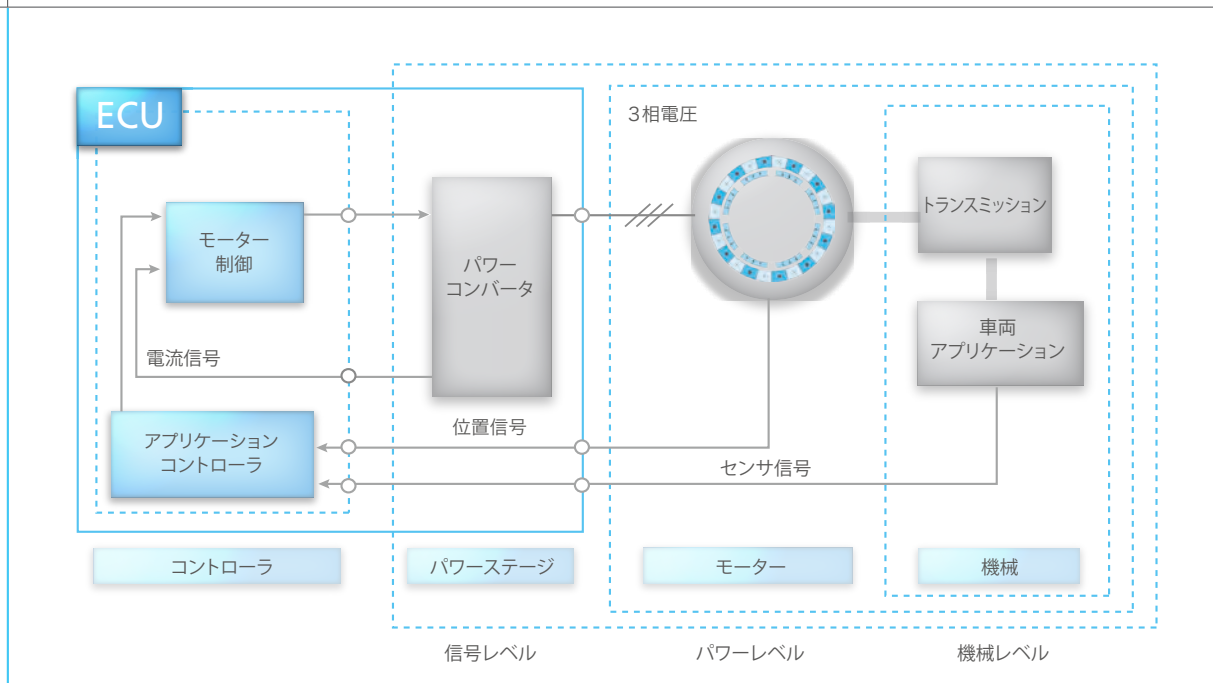 ECU
3相電圧
モーター
制御
パワー
コンバータ
トランスミッション
車両
アプリケーション
電流信号
アプリケーション
コントローラ
位置信号
センサ信号
コントローラ
パワーステージ
モーター
機械
信号レベル
パワーレベル
機械レベル